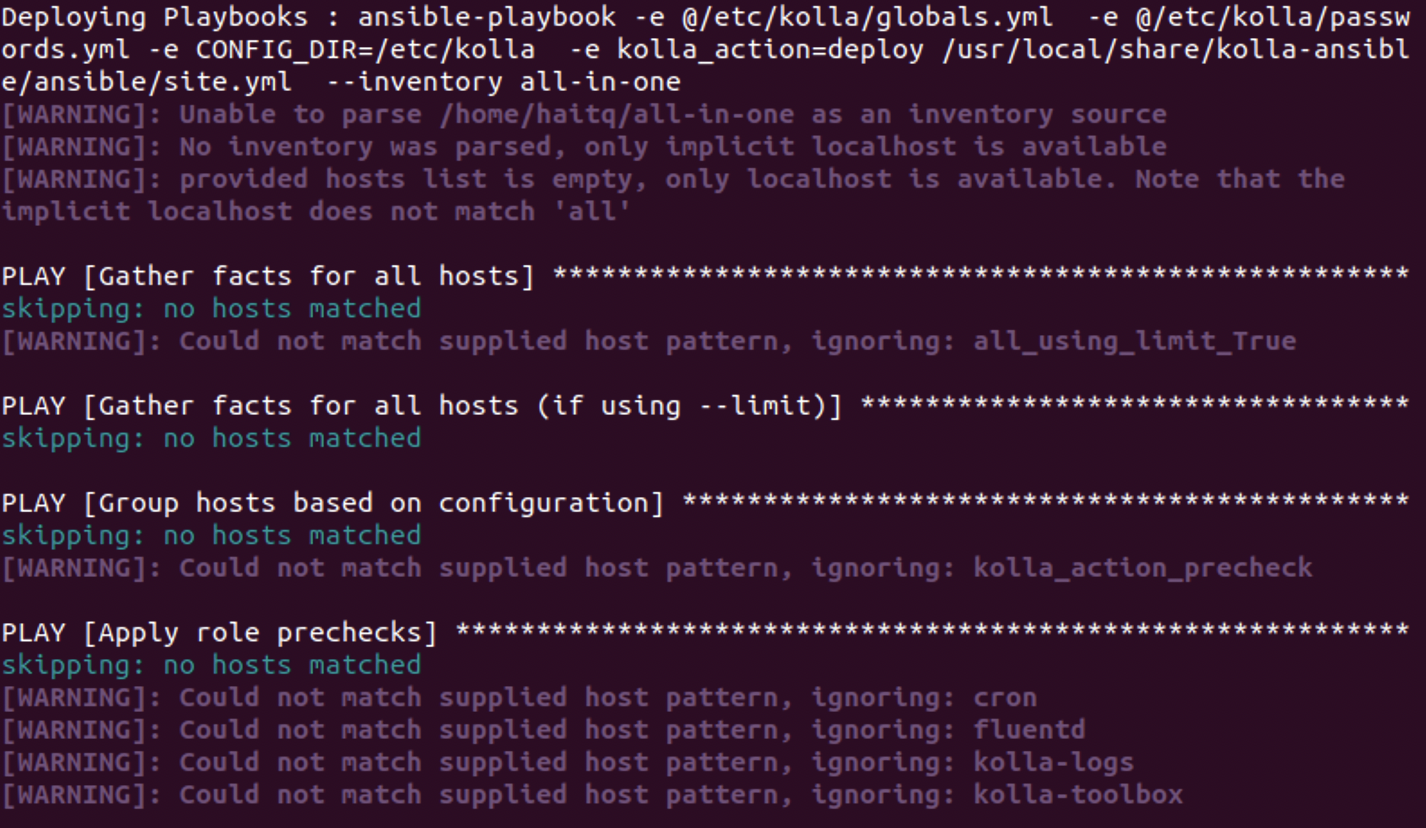 Deploying Playbooks : ansible-playbook -e @/etc/kolla/globals.yml  -e @/etc/kolla/passw
ords.yml -e CONFIG_DIR=/etc/kolla  -e kolla_action=deploy /usr/local/share/kolla-ansibl
e/ansible/site.yml  --inventory all-in-one
[WARNING]: Unable to parse /home/haitq/all-in-one as an inventory source
[WARNING]: No inventory was parsed, only implicit localhost is available
[WARNING]: provided hosts list is empty, only localhost is available. Note that the
implicit localhost does not match 'all'
PLAY [Gather facts for all hosts] *****************************************************
skipping: no hosts matched
[WARNING]: Could not match supplied host pattern, ignoring: all_using_limit_True
PLAY [Gather facts for all hosts (if using --limit)] **********************************
skipping: no hosts matched
PLAY [Group hosts based on configuration] *********************************************
skipping: no hosts matched
[WARNING]: Could not match supplied host pattern, ignoring: kolla_action_precheck
PLAY [Apply role prechecks] ***********************************************************
skipping: no hosts matched
[WARNING]: Could not match supplied host pattern, ignoring: cron
[WARNING]: Could not match supplied host pattern, ignoring: fluentd
[WARNING]: Could not match supplied host pattern, ignoring: kolla-logs
[WARNING]: Could not match supplied host pattern, ignoring: kolla-toolbox